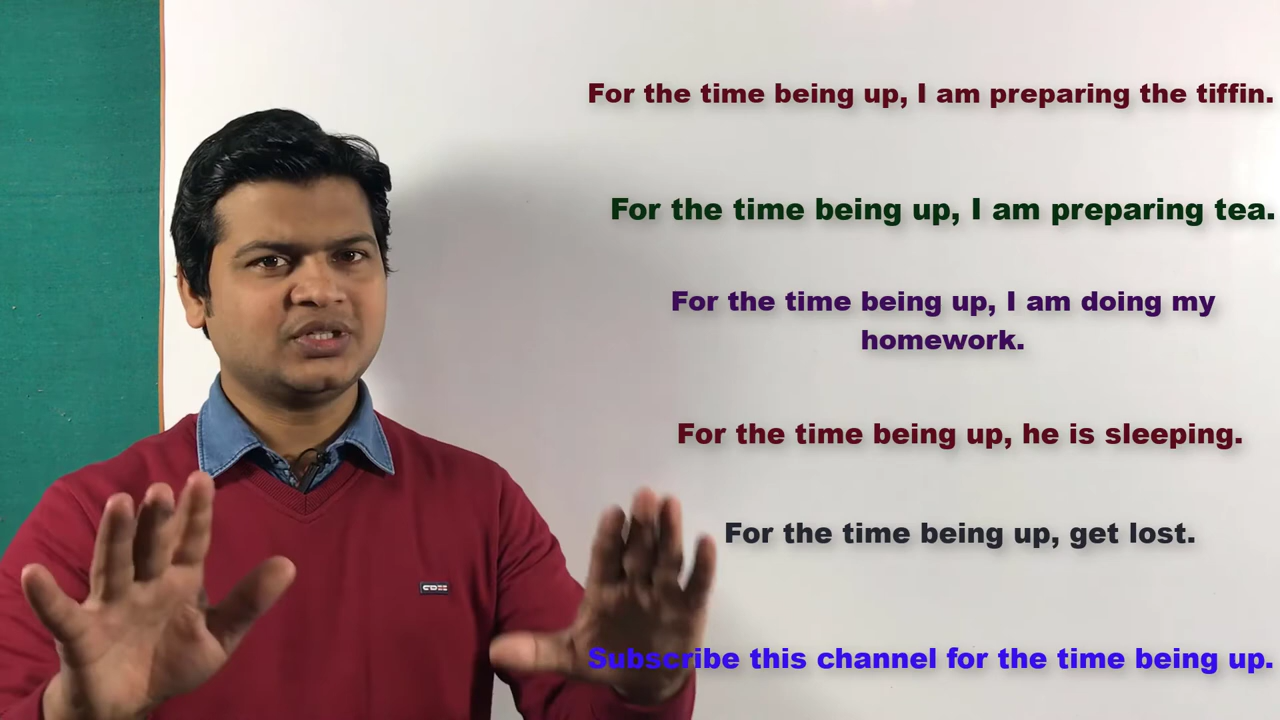 For the time being up, I am preparing the tiffin.
For the time being up, I am preparing tea.
For the time being up, I am doing my
homework.
For the time being up, he is sleeping.
For the time being up, get lost.
Subscribe this channel for the time being up.